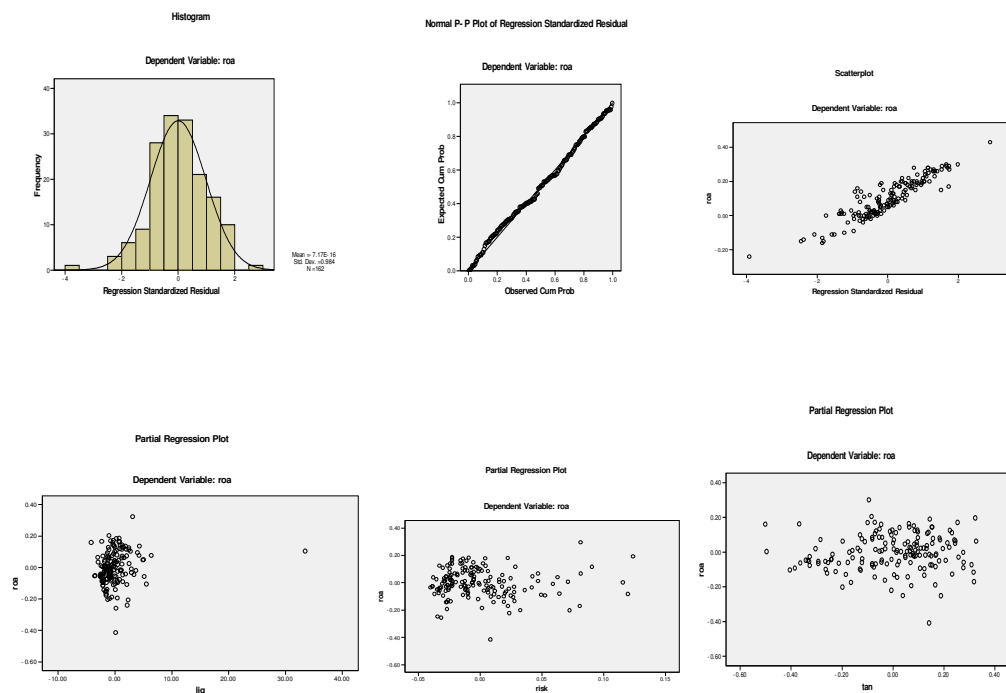 Histogram
Dependent Variable: roa
40
30
20
10
0
Frequency
-4
-2
0
2
Regression Standardized Residual
Mean = 7.17E-16
Std. Dev. =0.984
N =162
Normal P-P Plot of Regression Standardized Residual
Dependent Variable: roa
1.0
0.8
0.6
0.4
0.2
0.0
Expected Cum Prob
0.0
0.2
0.4
0.6
0.8
1.0
Observed Cum Prob
Scatterplot
Dependent Variable: roa
0.40
0.20
0.00
-0.20
roa
-4
-2
0
2
Regression Standardized Residual
Partial Regression Plot
Dependent Variable: roa
0.40
0.20
0.00
-0.20
-0.40
-0.60
roa
-10.00
0.00
10.00
20.00
30.00
40.00
liq
Partial Regression Plot
Dependent Variable: roa
0.40
0.20
0.00
-0.20
-0.40
-0.60
roa
-0.05
0.00
0.05
0.10
0.15
risk
Partial Regression Plot
Dependent Variable: roa
0.40
0.20
0.00
-0.20
-0.40
-0.60
roa
-0.60
-0.40
-0.20
0.00
0.20
0.40
tan